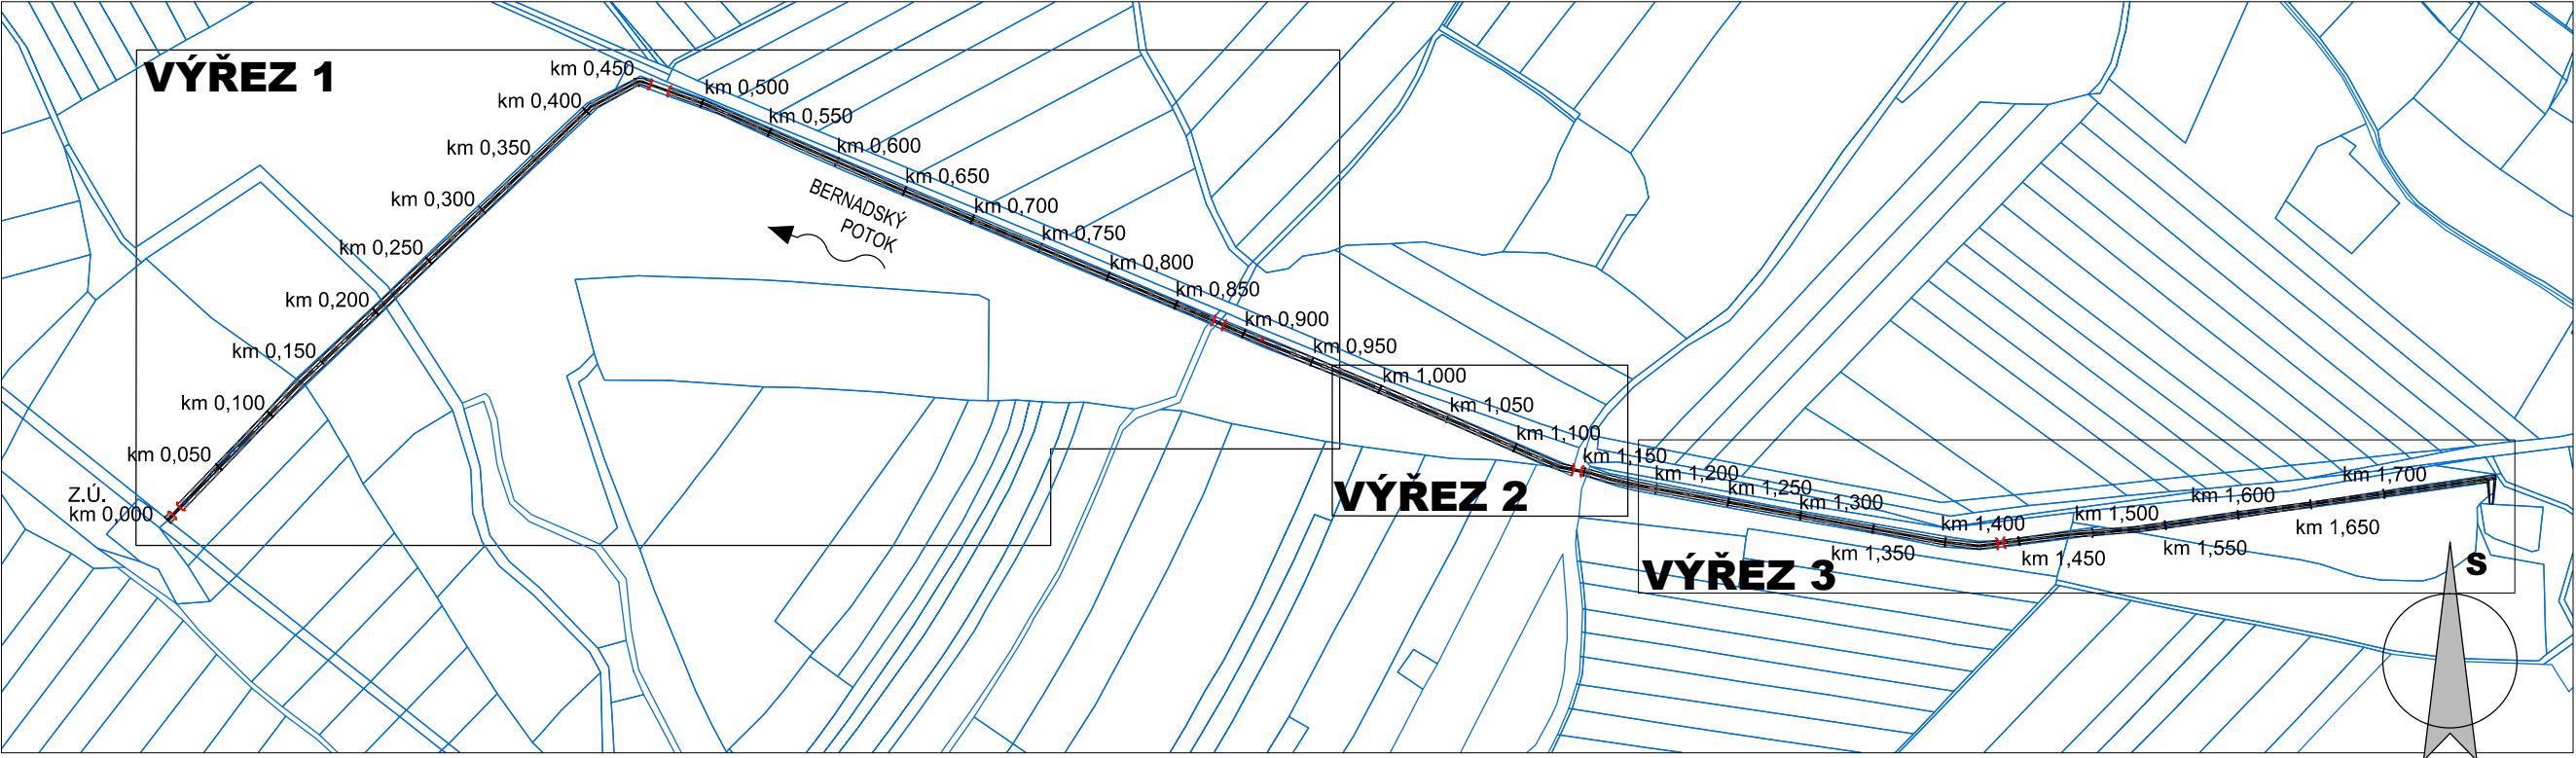 VÝŘEZ 1
km 0,450
km 0,500
km 0,400
km 0,550
km 0,350
km 0,600
km 0,650
km 0,300
km 0,700
BERNADSKÝ
POTOK
km 0,250
km 0,750
km 0,800
km 0,200
km 0,850
km 0,900
km 0,150
km 0,950
km 0,100
km 1,000
km 1,050
km 0,050
km 1,100
km 1,150
Z.Ú.
km 0,000
VÝŘEZ 2
km 1,200
km 1,250
km 1,300
km 1,700
km 1,600
km 1,500
km 1,400
km 1,650
km 1,350
km 1,550
km 1,450
VÝŘEZ 3
S